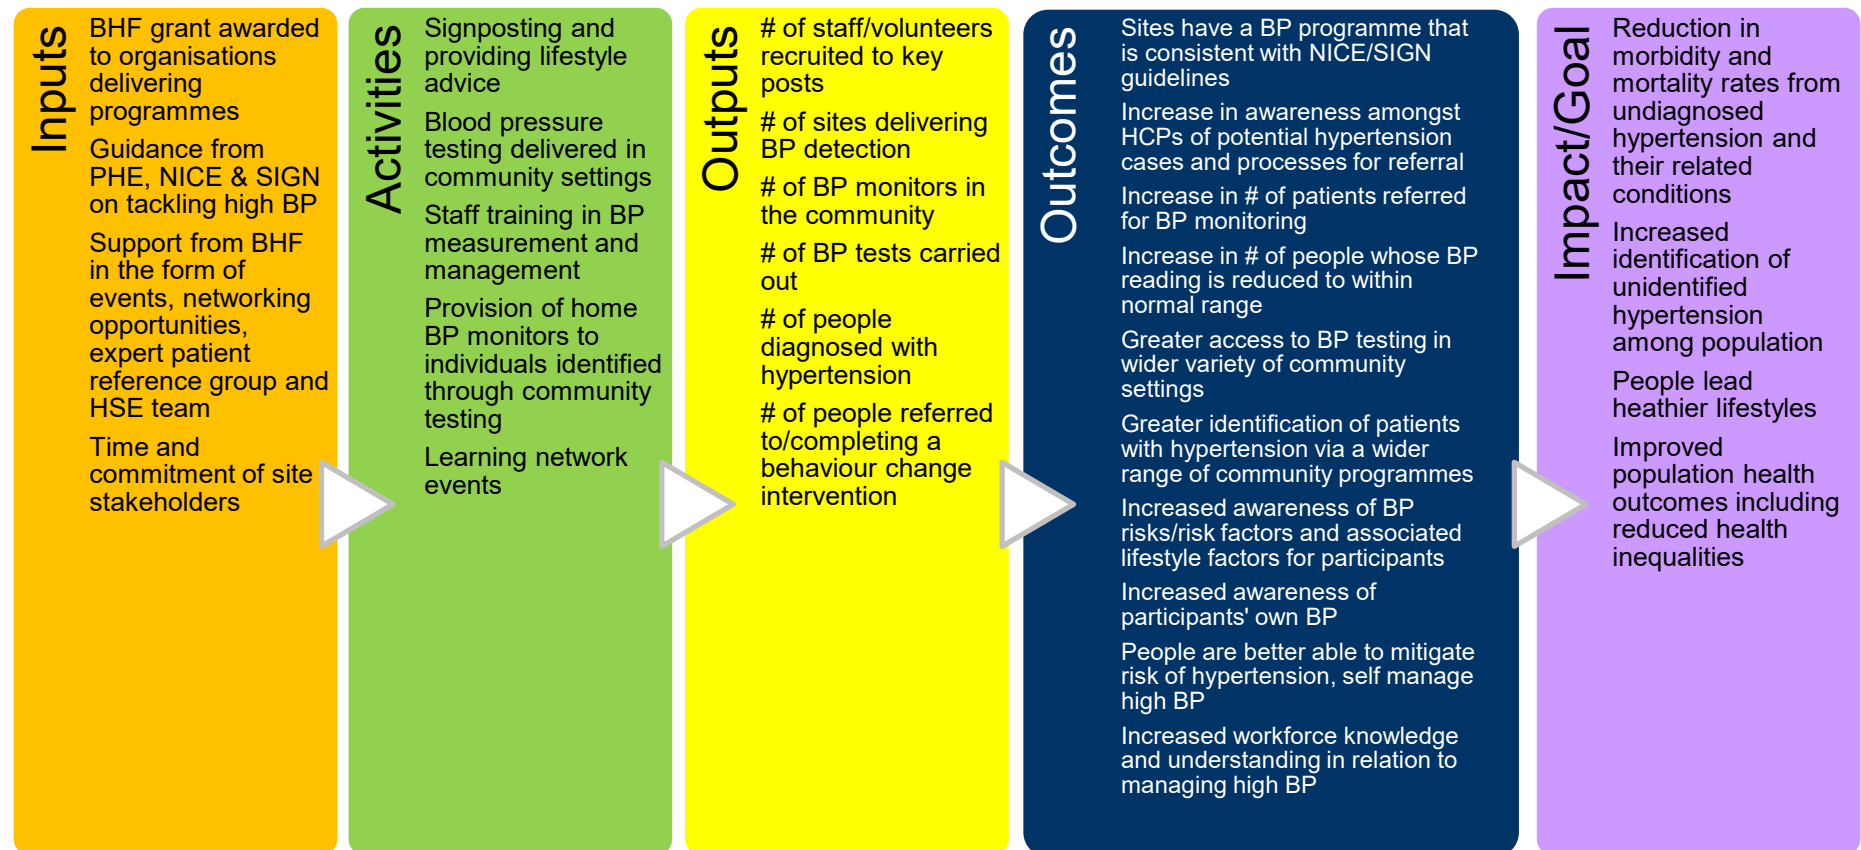 Inputs
BHF grant awarded
to organisations
delivering
programmes
Guidance from
PHE, NICE & SIGN
on tackling high BP
Support from BHF
in the form of
events, networking
opportunities,
expert patient
reference group and
HSE team
Time and
commitment of site
stakeholders
Activities
Signposting and
providing lifestyle
advice
Blood pressure
testing delivered in
community settings
Staff training in BP
measurement and
management
Provision of home
BP monitors to
individuals identified
through community
testing
Learning network
events
Outputs
# of staff/volunteers
recruited to key
posts
# of sites delivering
BP detection
# of BP monitors in
the community
# of BP tests carried
out
# of people
diagnosed with
hypertension
# of people referred
to/completing a
behaviour change
intervention
Outcomes
Sites have a BP programme that
is consistent with NICE/SIGN
guidelines
Increase in awareness amongst
HCPs of potential hypertension
cases and processes for referral
Increase in # of patients referred
for BP monitoring
Increase in # of people whose BP
reading is reduced to within
normal range
Greater access to BP testing in
wider variety of community
settings
Greater identification of patients
with hypertension via a wider
range of community programmes
Increased awareness of BP
risks/risk factors and associated
lifestyle factors for participants
Increased awareness of
participants' own BP
People are better able to mitigate
risk of hypertension, self manage
high BP
Increased workforce knowledge
and understanding in relation to
managing high BP
Impact/Goal
Reduction in
morbidity and
mortality rates from
undiagnosed
hypertension and
their related
conditions
Increased
identification of
unidentified
hypertension
among population
People lead
heathier lifestyles
Improved
population health
outcomes including
reduced health
inequalities